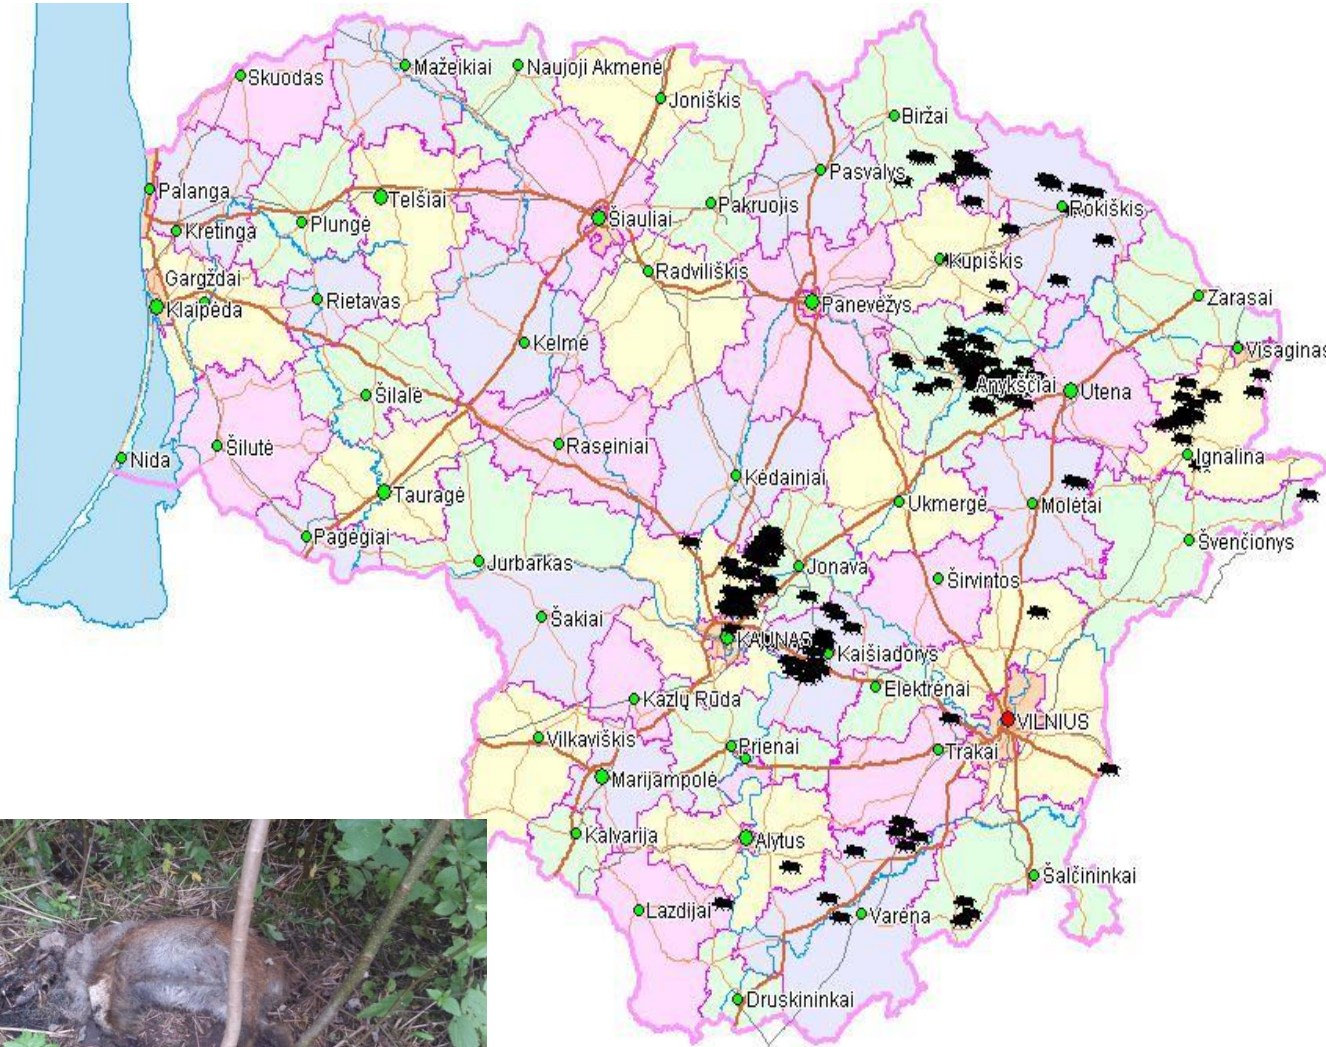 Skuodas
Mažeikiai
Naujoji Akmenė
Joniškis
Biržai
Palanga
Telšiai
Plungė
Kretinga
Šiauliai
Pakruojis
Pasvalys
Rokiškis
Gargždai
Klaipėda
Rietavas
Radviliškis
Panevėžys
Kupiškis
Zarasai
Visaginas
Kelmė
Šilalė
Anykščiai
Utena
Nida
Šilutė
Raseiniai
Kėdainiai
Ukmergė
Molėtai
Ignalina
Tauragė
Pagėgiai
Jurbarkas
Jonava
Širvintos
Švenčionys
Šakiai
KAUNAS
Kaišiadorys
Elektrėnai
Kazlų Rūda
VILNIUS
Vilkaviškis
Prienai
Trakai
Marijampolė
Kalvarija
Alytus
Šalčininkai
Lazdijai
Varėna
Druskininkai